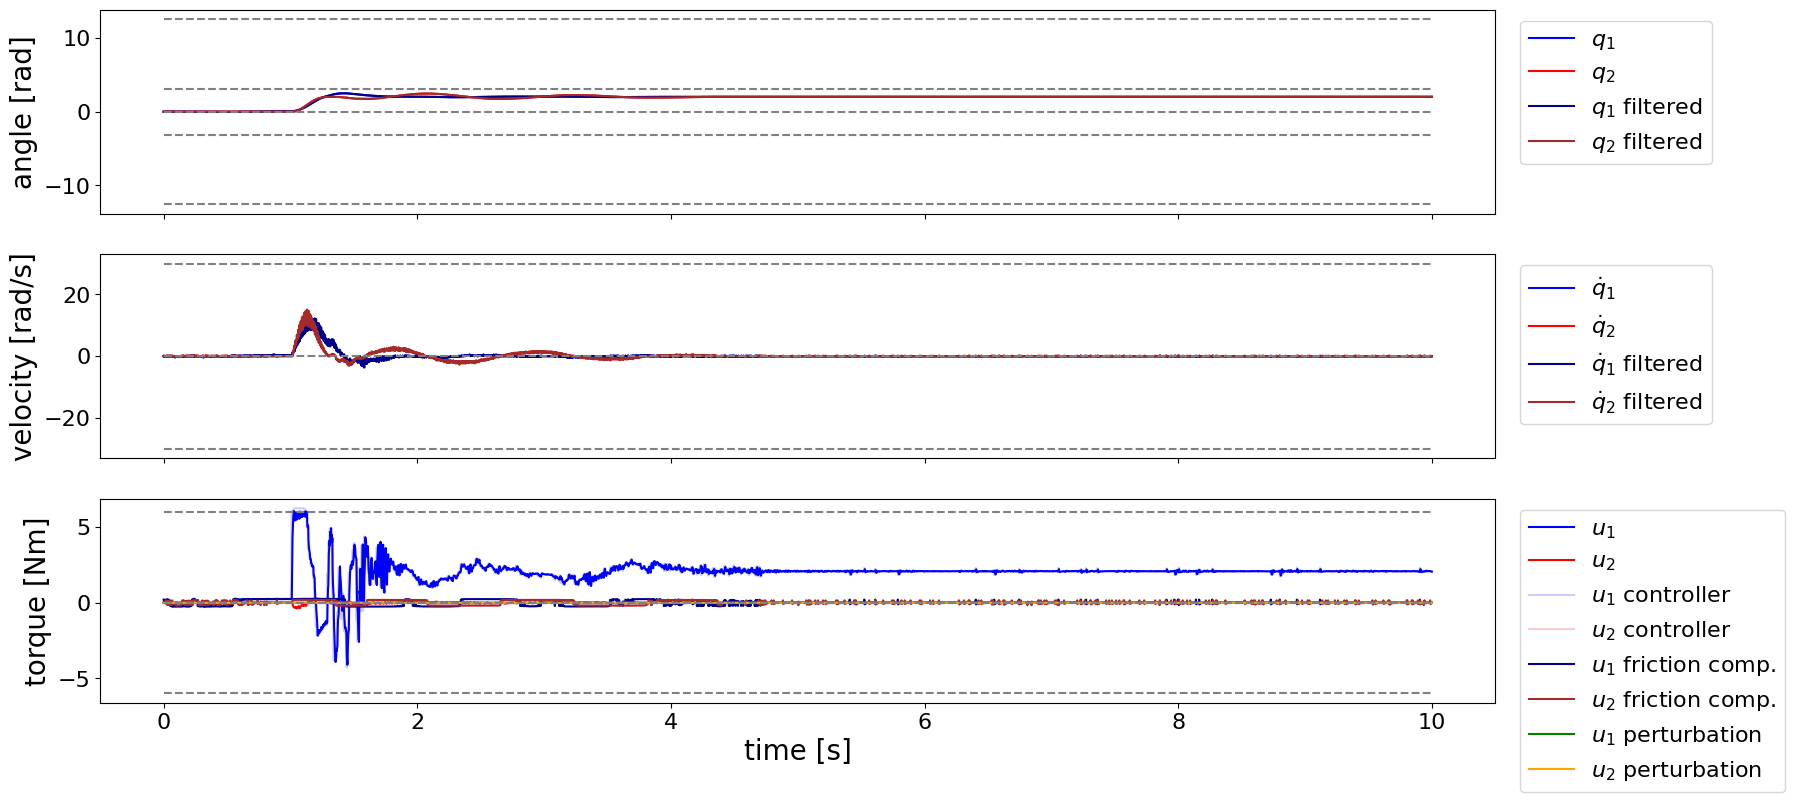 angle [rad]
10
0
−10
q₁
q₂
q₁ filtered
q₂ filtered
velocity [rad/s]
20
0
−20
q̇₁
q̇₂
q̇₁ filtered
q̇₂ filtered
torque [Nm]
5
0
−5
0 2 4 6 8 10
time [s]
u₁
u₂
u₁ controller
u₂ controller
u₁ friction comp.
u₂ friction comp.
u₁ perturbation
u₂ perturbation